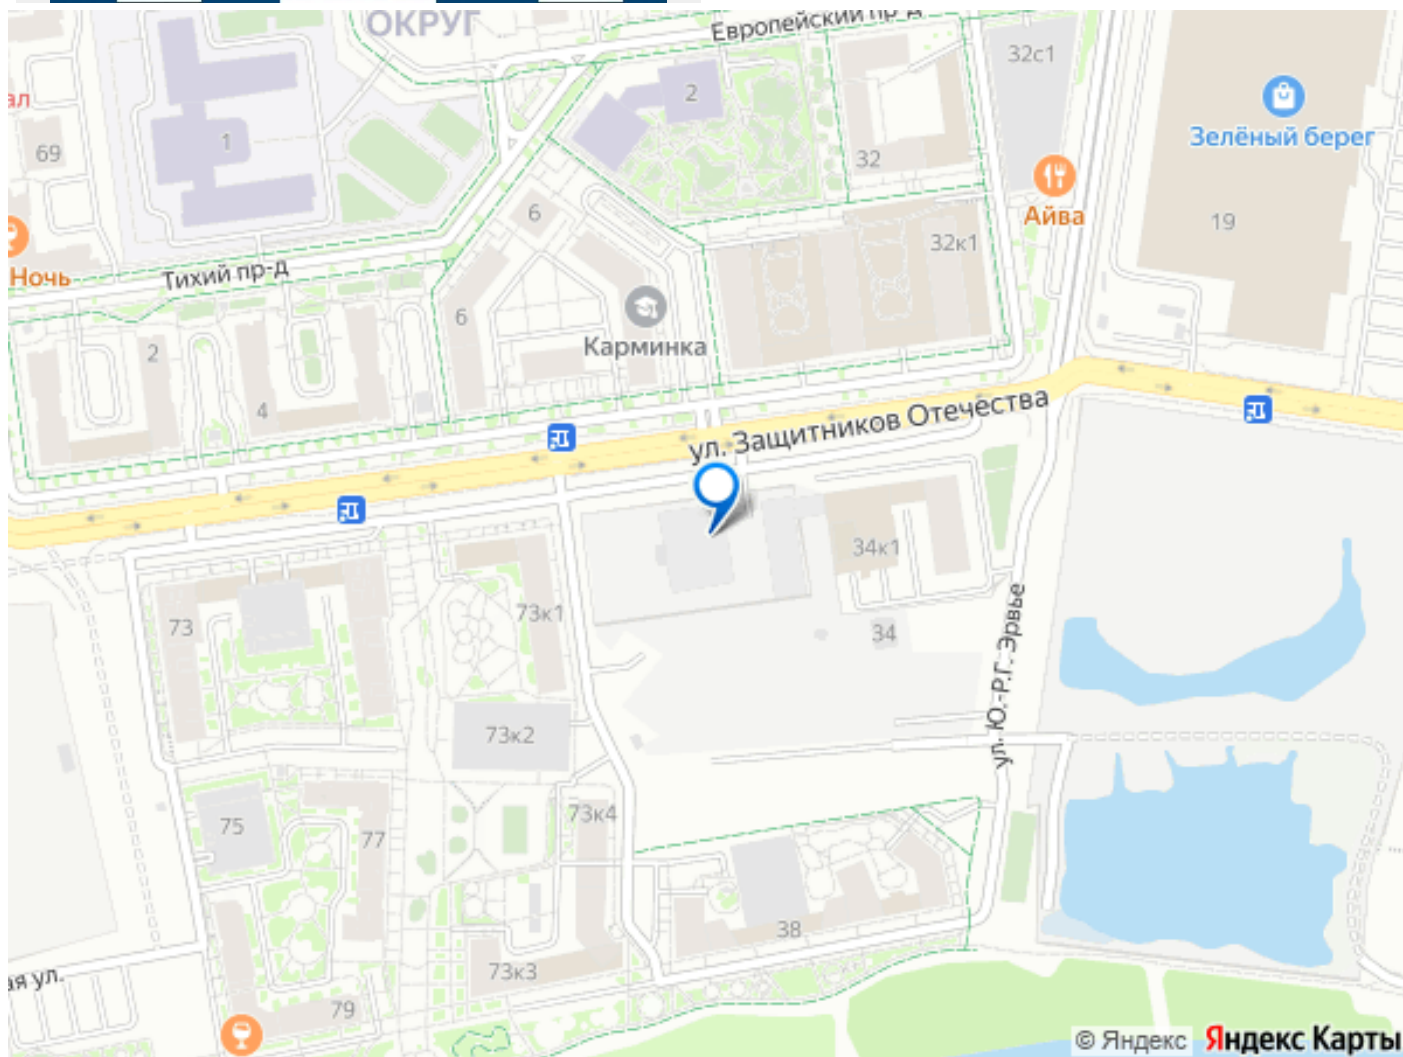 ОКРУГ
Европейский пр-д
32с1
2
ал
1
Зелёный берег
69
32
6
Айва
19
32к1
Ночь
Тихий пр-д
6
Карминка
2
4
ул. Защитников Отечества
34к1
73
73к1
34
ул. Ю.-Р.Г. Эрвье
73к2
75
77
73к4
38
73к3
ая ул.
79
© Яндекс Яндекс Карты